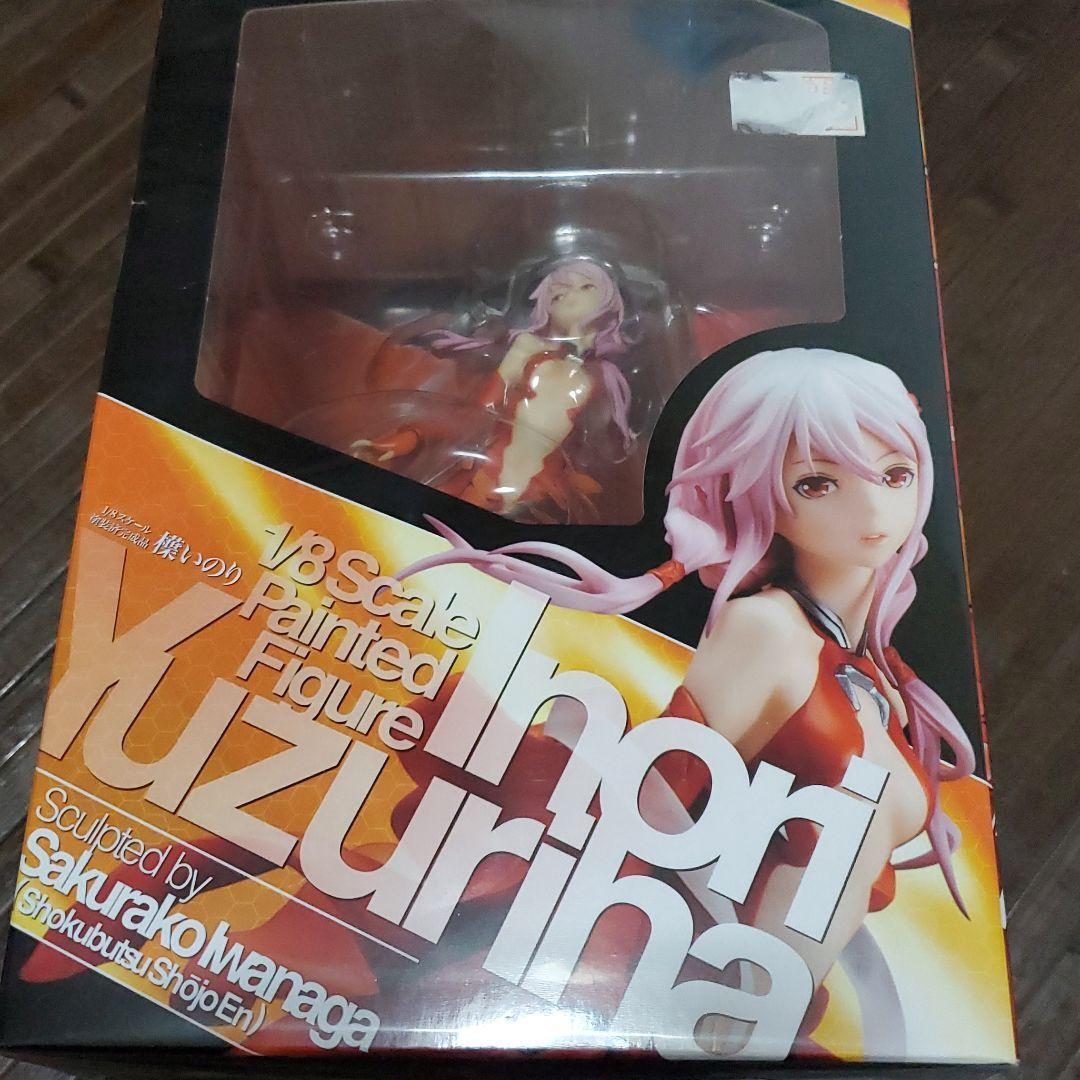 1/8スケール
塗装済完成品
楪いのり
1/8 Scale
Painted
Figure
Inori
Yuzuriha
Sculpted by
Sakurako Iwanaga
(Shokubutsu Shōjo En)